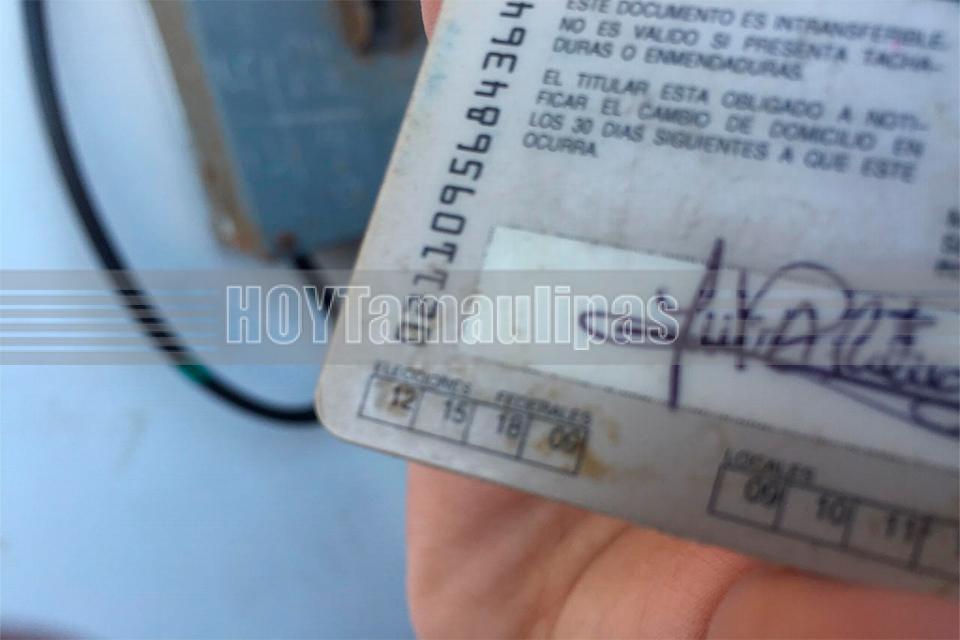 ESTE DOCUMENTO ES INTRANSFERIBLE.
NO ES VALIDO SI PRESENTA TACHA-
DURAS O ENMENDADURAS.
EL TITULAR ESTA OBLIGADO A NOTI-
FICAR EL CAMBIO DE DOMICILIO EN
LOS 30 DIAS SIGUIENTES A QUE ESTE
OCURRA.
0811095684364
HOYTamaulipas
ELECCIONES FEDERALES
12 15 18 09
LOCALES
09 10 11